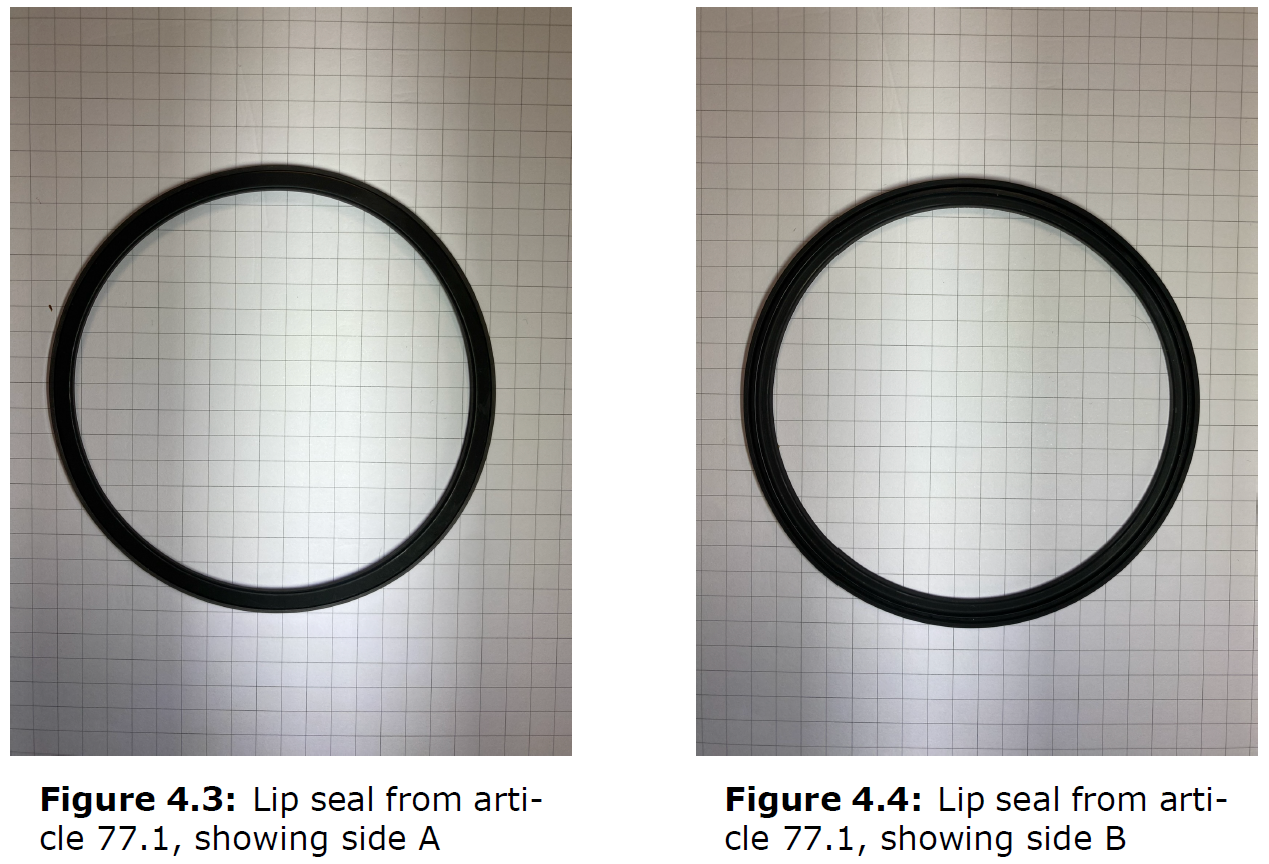 Figure 4.3: Lip seal from arti-
cle 77.1, showing side A
Figure 4.4: Lip seal from arti-
cle 77.1, showing side B